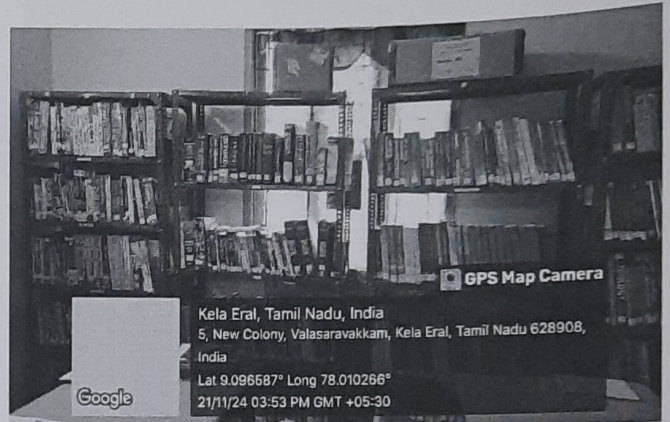 GPS Map Camera
Kela Eral, Tamil Nadu, India
5, New Colony, Valasaravakkam, Kela Eral, Tamil Nadu 628908,
India
Lat 9.096587° Long 78.010266°
21/11/24 03:53 PM GMT +05:30
Google